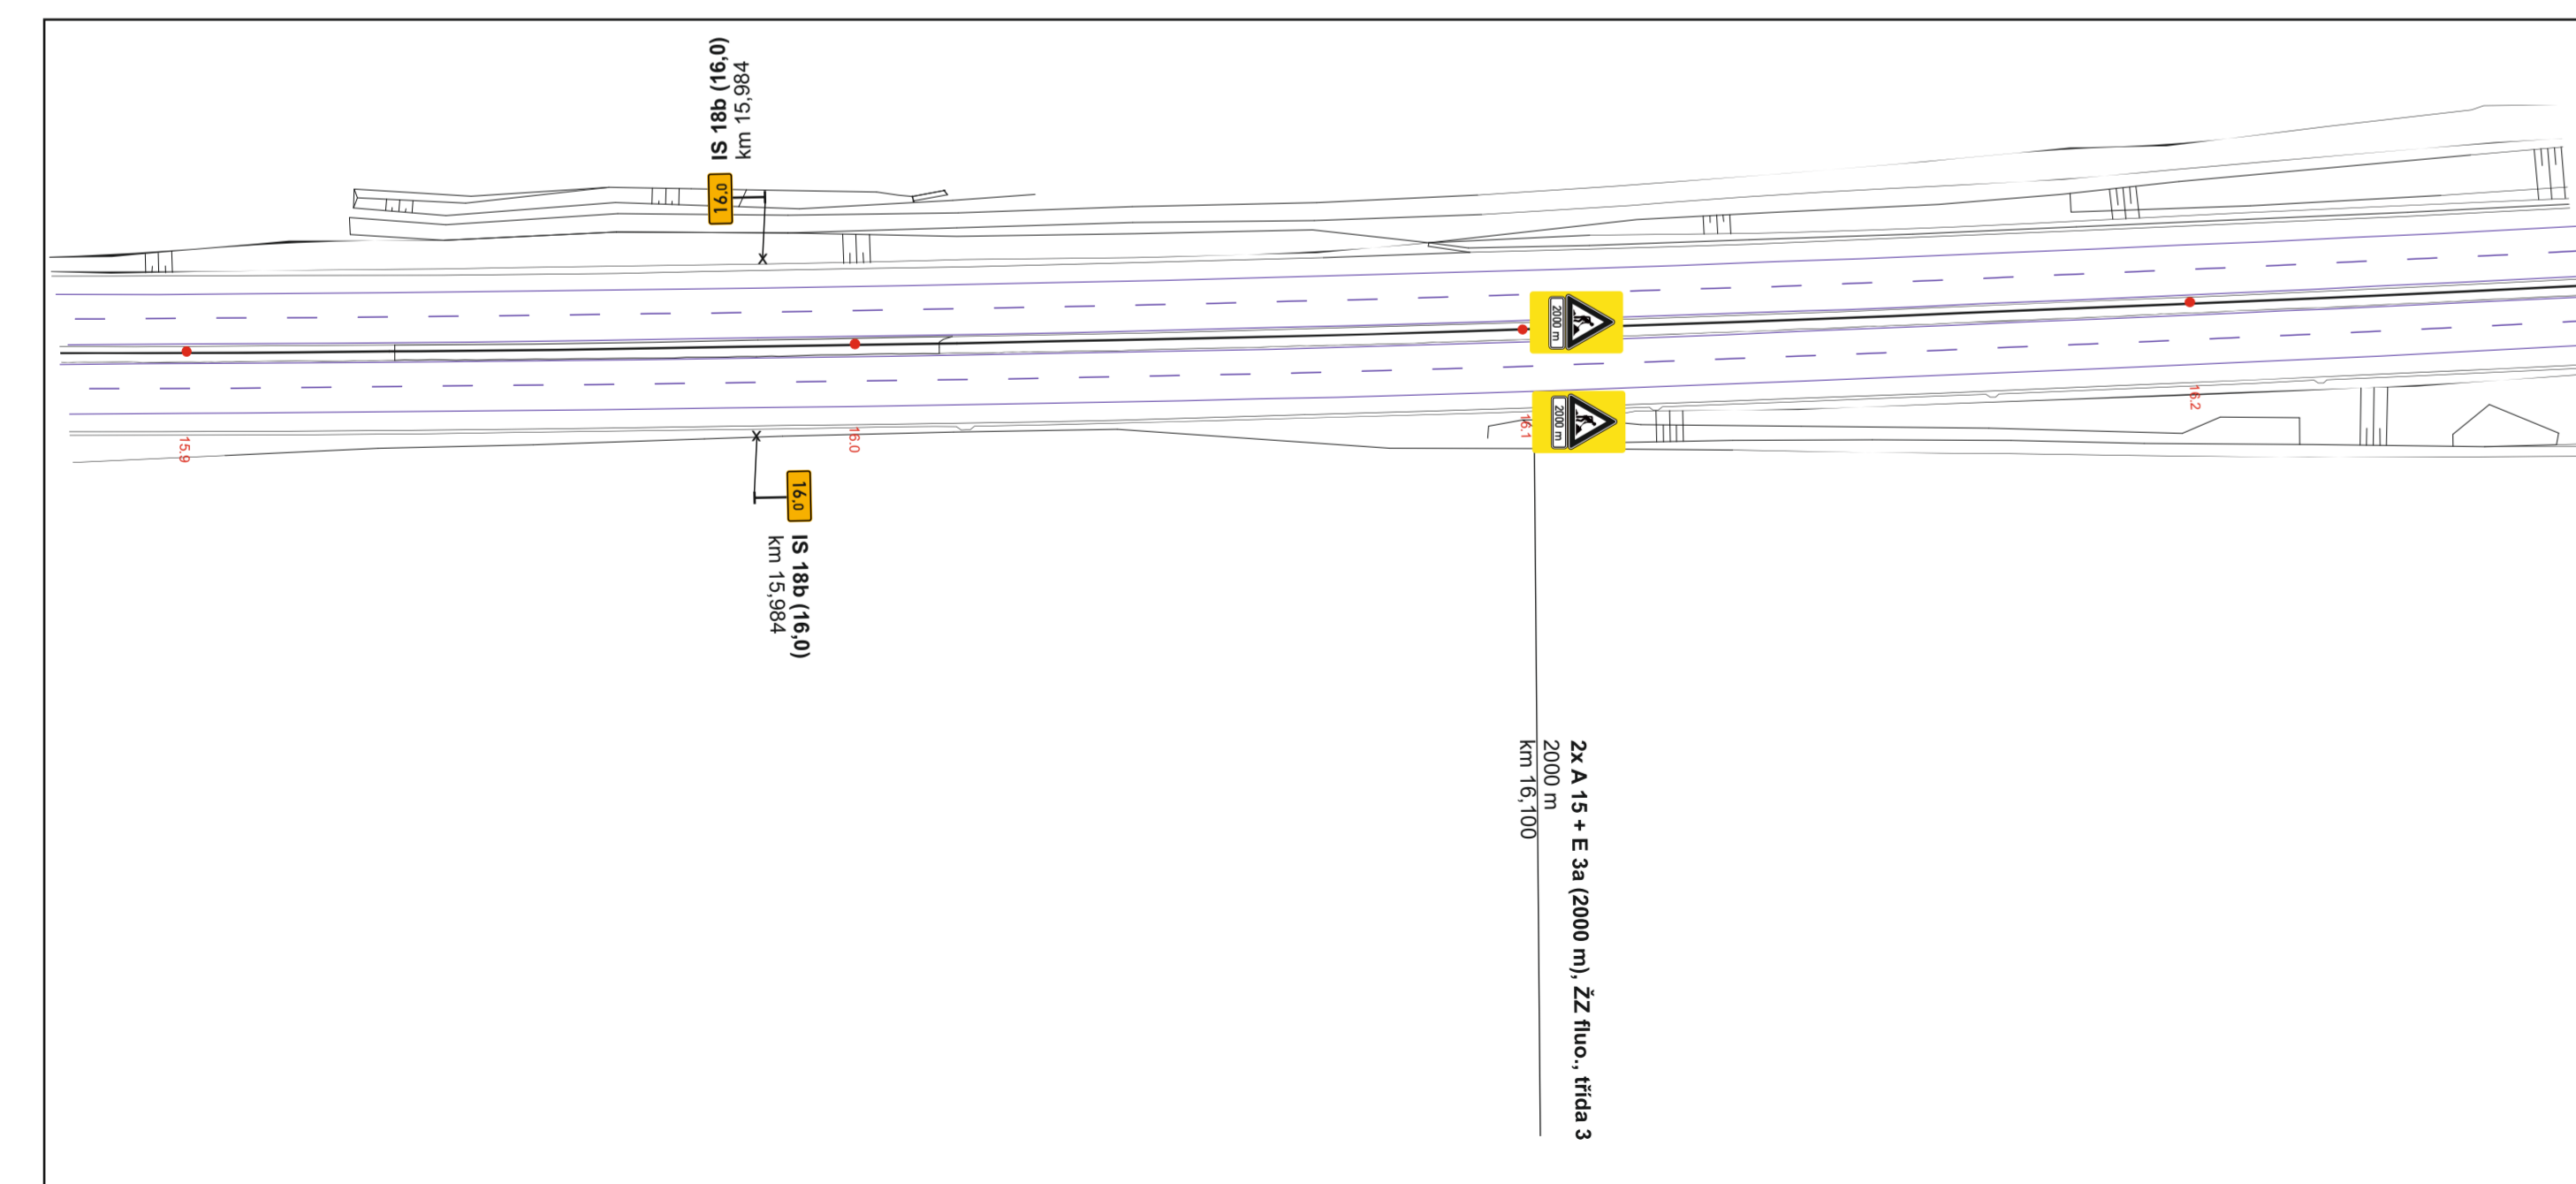 IS 18b (16,0)
km 15,984
16,0
2000 m
2000 m
15.9
16.0
16.1
16.2
16,0
IS 18b (16,0)
km 15,984
2x A 15 + E 3a (2000 m), ŽZ fluo., třída 3
2000 m
km 16,100